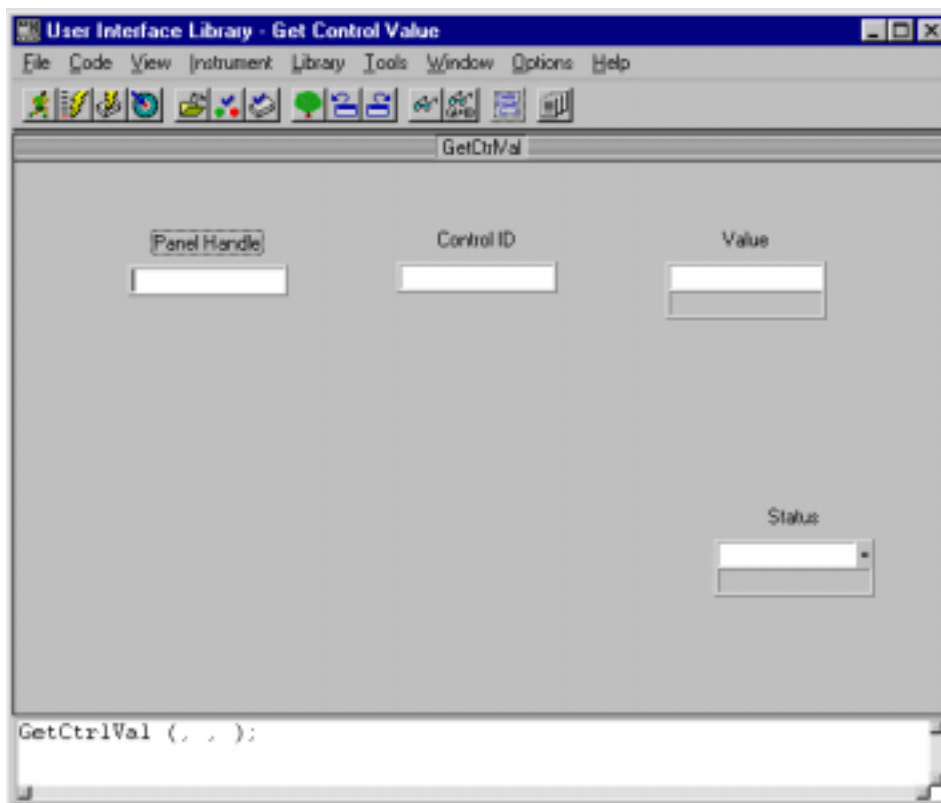 User Interface Library - Get Control Value
File Code View Instrument Library Tools Window Options Help
GetCtrlVal
Panel Handle Control ID Value
Status
GetCtrlVal (, , );